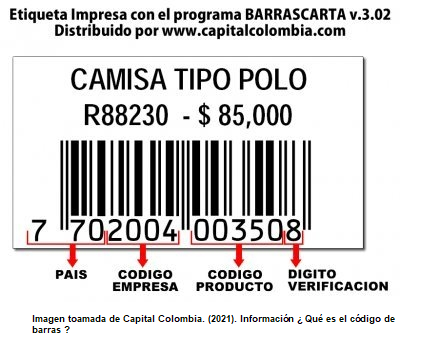 Etiqueta Impresa con el programa BARRASCARTA v.3.02
Distribuido por www.capitalcolombia.com
CAMISA TIPO POLO
R88230 - $ 85,000
7 702004 003508
PAIS CODIGO EMPRESA CODIGO PRODUCTO DIGITO VERIFICACION
Imagen toamada de Capital Colombia. (2021). Información ¿ Qué es el código de
barras ?